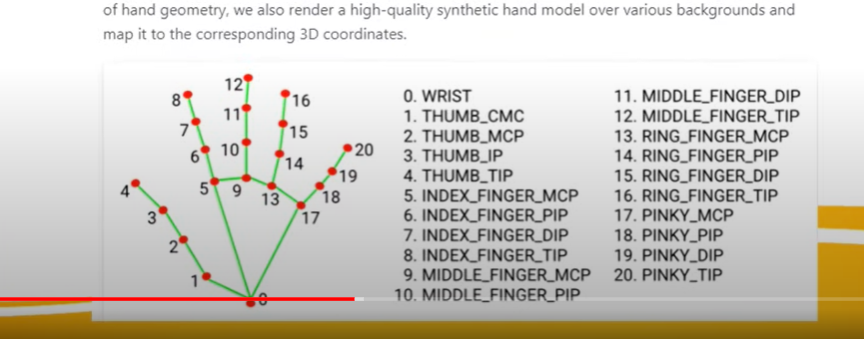 of hand geometry, we also render a high-quality synthetic hand model over various backgrounds and
map it to the corresponding 3D coordinates.
12
8
16
11
7
15
6
10
14
20
19
4
5
9
13
18
3
17
2
1
0
0. WRIST
1. THUMB_CMC
2. THUMB_MCP
3. THUMB_IP
4. THUMB_TIP
5. INDEX_FINGER_MCP
6. INDEX_FINGER_PIP
7. INDEX_FINGER_DIP
8. INDEX_FINGER_TIP
9. MIDDLE_FINGER_MCP
10. MIDDLE_FINGER_PIP
11. MIDDLE_FINGER_DIP
12. MIDDLE_FINGER_TIP
13. RING_FINGER_MCP
14. RING_FINGER_PIP
15. RING_FINGER_DIP
16. RING_FINGER_TIP
17. PINKY_MCP
18. PINKY_PIP
19. PINKY_DIP
20. PINKY_TIP